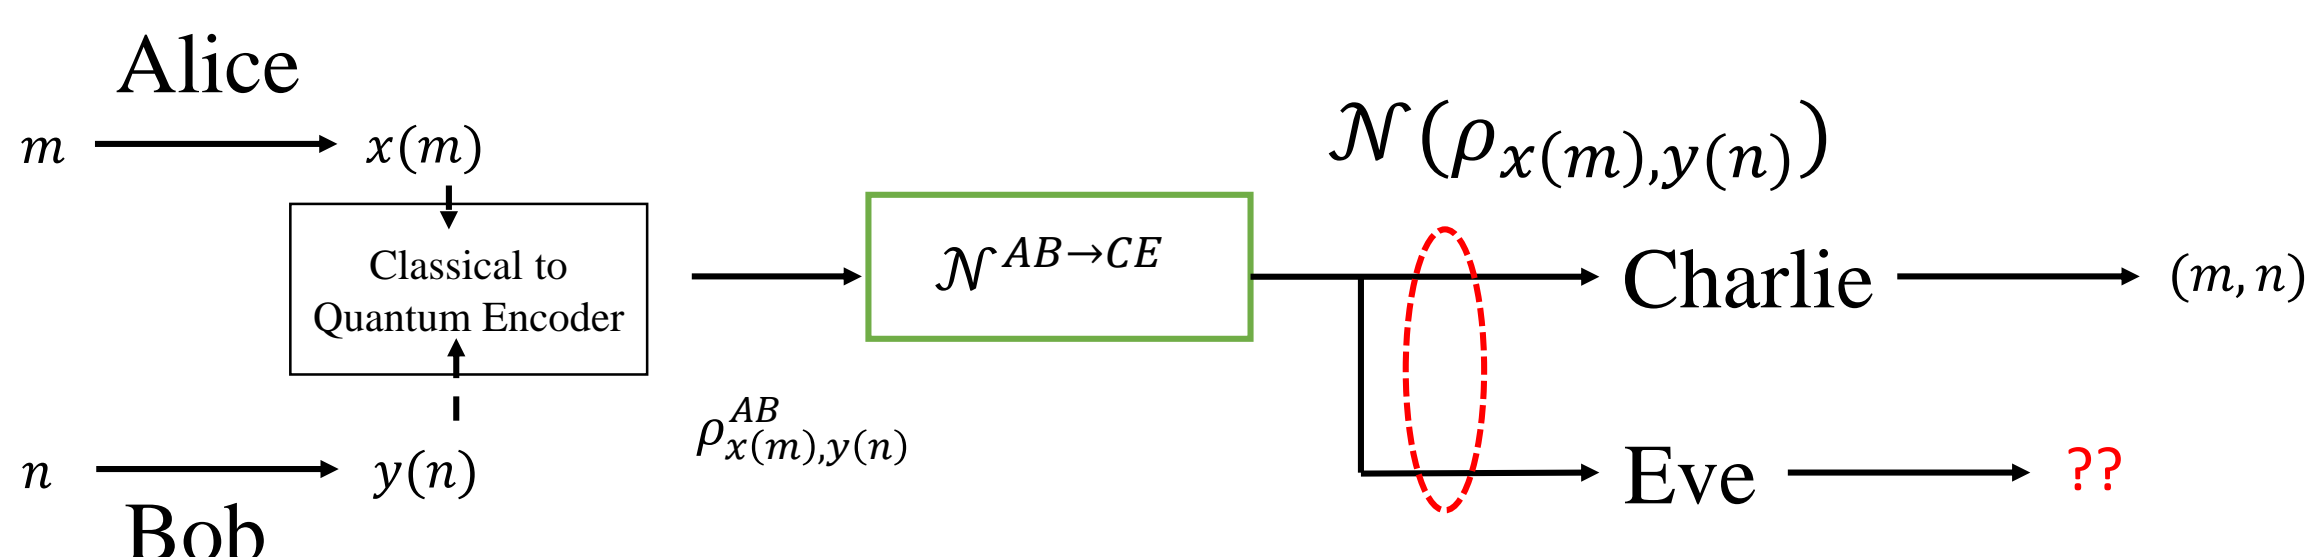 Alice
m
x(m)
Classical to
Quantum Encoder
n
y(n)
Bob
ρ^{AB}_{x(m),y(n)}
𝒩^{AB→CE}
𝒩(ρ_{x(m),y(n)})
Charlie
(m, n)
Eve
??